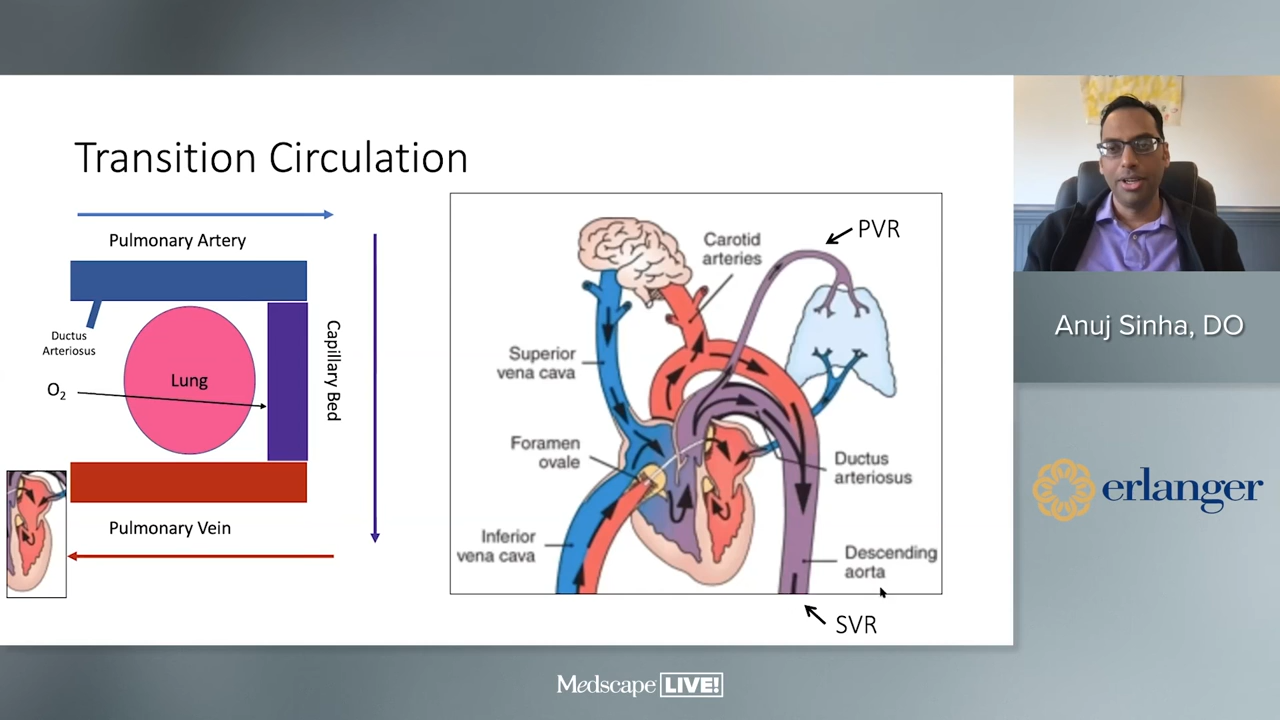 Transition Circulation
Pulmonary Artery
Ductus
Arteriosus
Lung
O2
Capillary Bed
Pulmonary Vein
PVR
Carotid
arteries
Superior
vena cava
Foramen
ovale
Ductus
arteriosus
Inferior
vena cava
Descending
aorta
SVR
Anuj Sinha, DO
erlanger
Medscape LIVE!